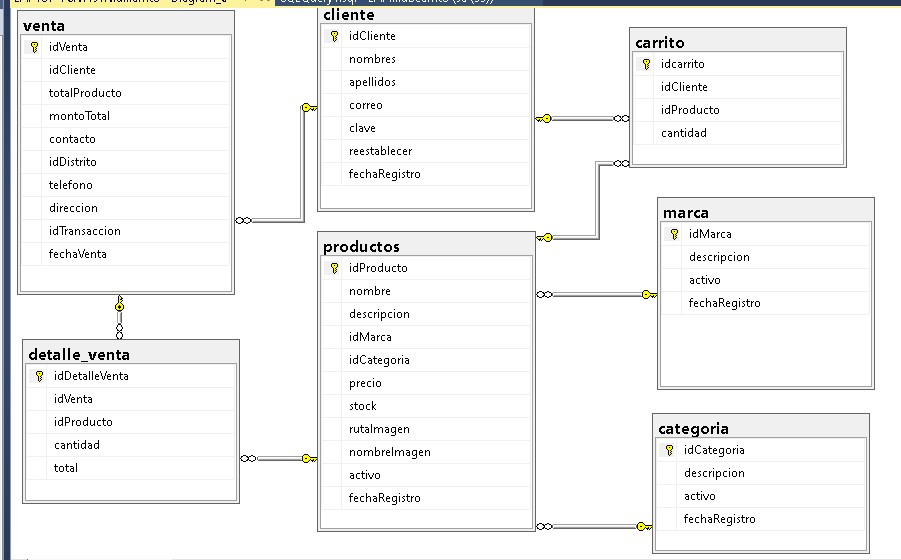 venta
idVenta
idCliente
totalProducto
montoTotal
contacto
idDistrito
telefono
direccion
idTransaccion
fechaVenta
cliente
idCliente
nombres
apellidos
correo
clave
reestablecer
fechaRegistro
carrito
idcarrito
idCliente
idProducto
cantidad
productos
idProducto
nombre
descripcion
idMarca
idCategoria
precio
stock
rutaImagen
nombreImagen
activo
fechaRegistro
marca
idMarca
descripcion
activo
fechaRegistro
detalle_venta
idDetalleVenta
idVenta
idProducto
cantidad
total
categoria
idCategoria
descripcion
activo
fechaRegistro